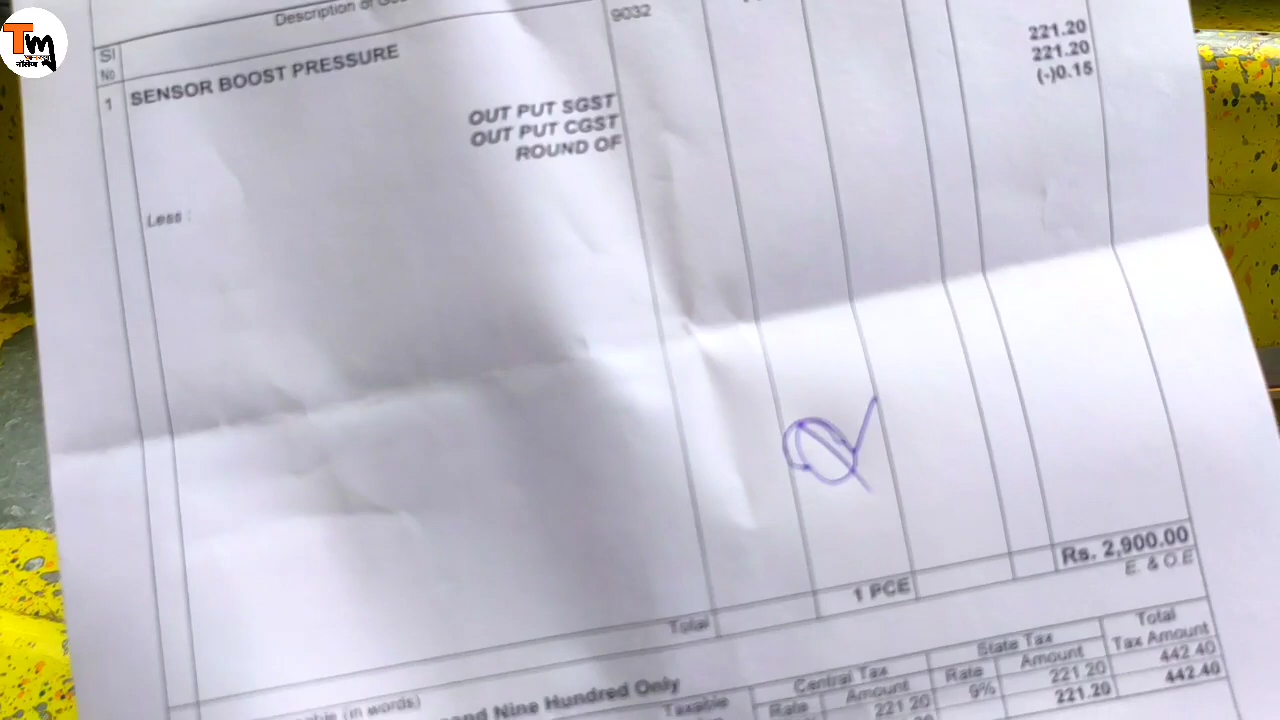 Tm
Description of
9032
SI
No
1 SENSOR BOOST PRESSURE
221.20
221.20
(-)0.15
OUT PUT SGST
OUT PUT CGST
ROUND OF
Less :
Rs. 2,900.00
E. & O.E
1 PCE
Total
(in words)
Nine Hundred Only
Taxable
Central Tax
State Tax
Total
Rate
Amount
Rate
Amount
Tax Amount
221.20
9%
221.20
442.40
221.20
442.40